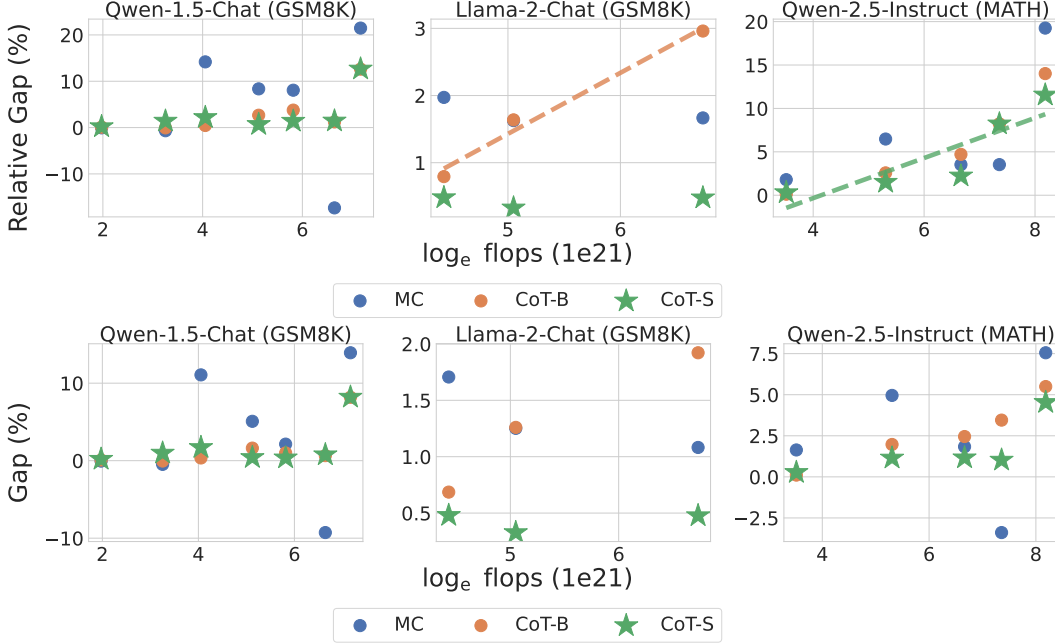 Qwen-1.5-Chat (GSM8K)
Llama-2-Chat (GSM8K)
Qwen-2.5-Instruct (MATH)
Relative Gap (%)
20
10
0
−10
2
4
6
3
2
1
5
6
20
15
10
5
0
4
6
8
logₑ flops (1e21)
MC
CoT-B
CoT-S
Qwen-1.5-Chat (GSM8K)
Llama-2-Chat (GSM8K)
Qwen-2.5-Instruct (MATH)
Gap (%)
10
0
−10
2
4
6
2.0
1.5
1.0
0.5
5
6
7.5
5.0
2.5
0.0
−2.5
4
6
8
logₑ flops (1e21)
MC
CoT-B
CoT-S